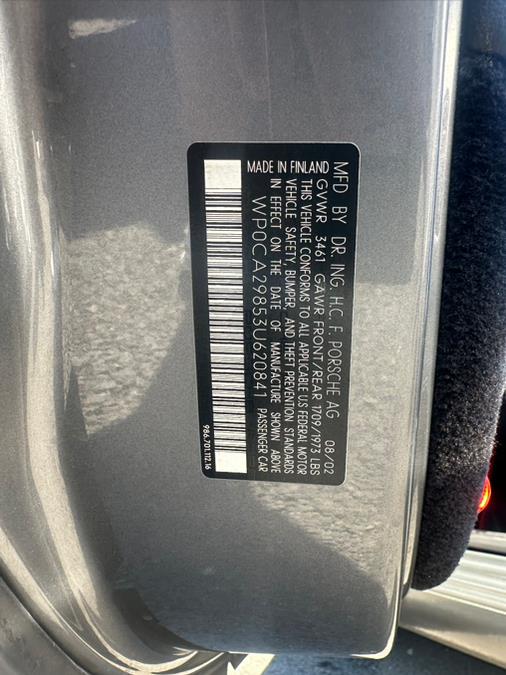 MFD BY DR. ING. H.C. F. PORSCHE AG 08/02
GVWR 3461 GAWR FRONT/REAR 1709/1973 LBS
THIS VEHICLE CONFORMS TO ALL APPLICABLE US FEDERAL MOTOR
VEHICLE SAFETY, BUMPER, AND THEFT PREVENTION STANDARDS
IN EFFECT ON THE DATE OF MANUFACTURE SHOWN ABOVE
MADE IN FINLAND
WP0CA29853U620841 PASSENGER CAR
986.701.112.16